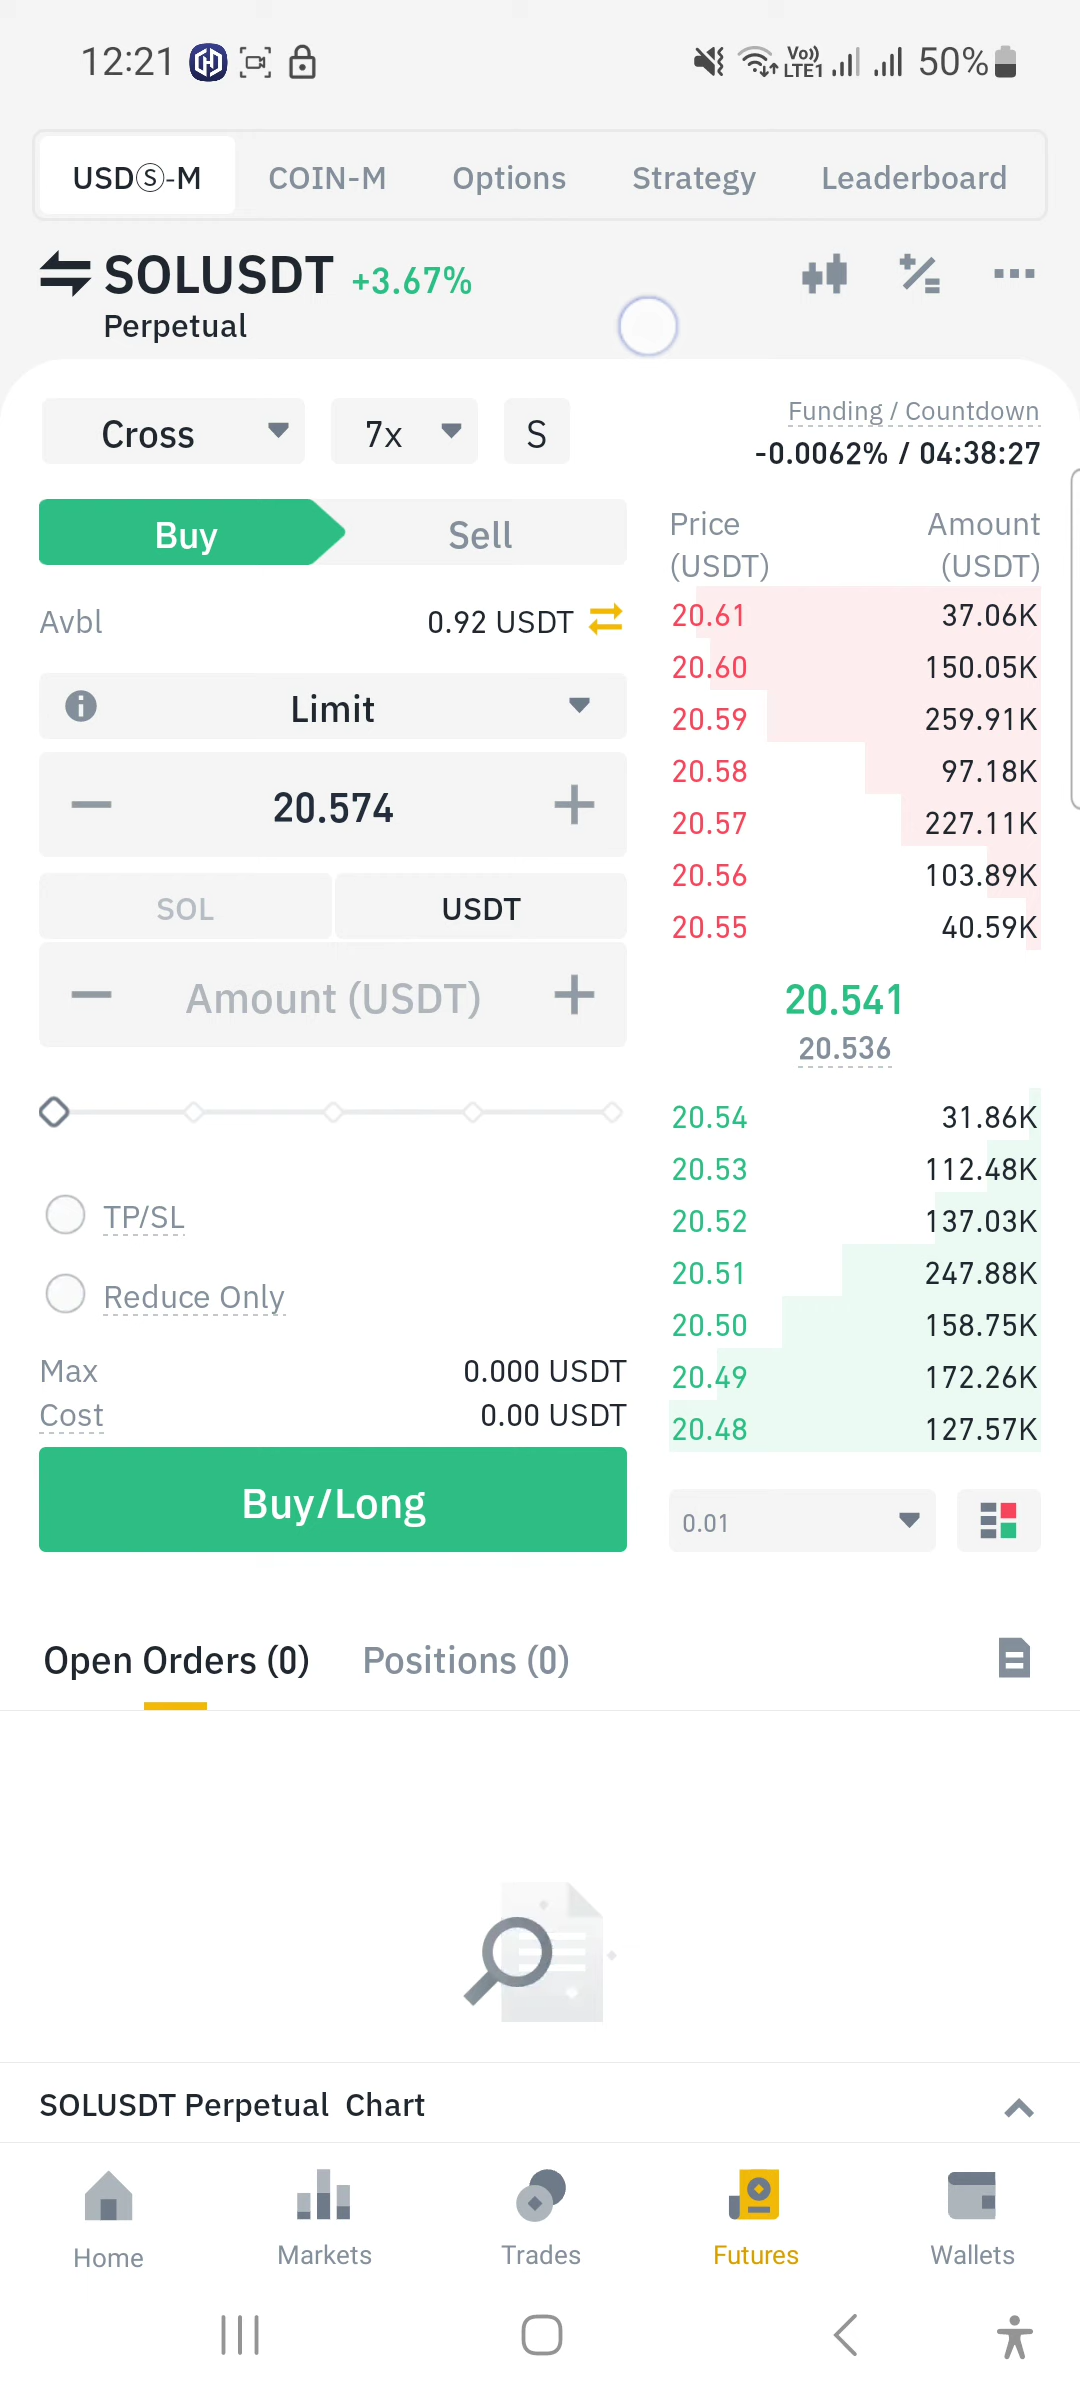 12:21 Vo)) LTE1 50%
USDⓈ-M COIN-M Options Strategy Leaderboard
SOLUSDT +3.67%
Perpetual
Cross 7x S
Funding / Countdown
-0.0062% / 04:38:27
Buy Sell
Avbl 0.92 USDT
Limit
20.574
SOL USDT
Amount (USDT)
TP/SL
Reduce Only
Max 0.000 USDT
Cost 0.00 USDT
Buy/Long
Price Amount
(USDT) (USDT)
20.61 37.06K
20.60 150.05K
20.59 259.91K
20.58 97.18K
20.57 227.11K
20.56 103.89K
20.55 40.59K
20.541
20.536
20.54 31.86K
20.53 112.48K
20.52 137.03K
20.51 247.88K
20.50 158.75K
20.49 172.26K
20.48 127.57K
0.01
Open Orders (0) Positions (0)
SOLUSDT Perpetual Chart
Home Markets Trades Futures Wallets